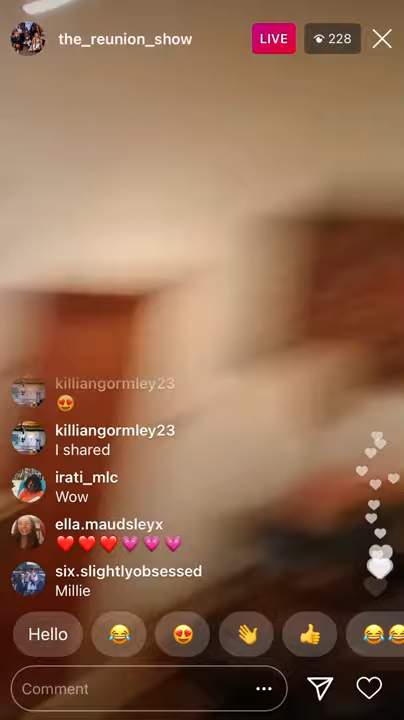 the_reunion_show
LIVE
228
killiangormley23
😍
killiangormley23
I shared
irati_mlc
Wow
ella.maudsleyx
❤️❤️❤️💗💗💗
six.slightlyobsessed
Millie
Hello 😂 😍 👋 👍 😂😂
Comment